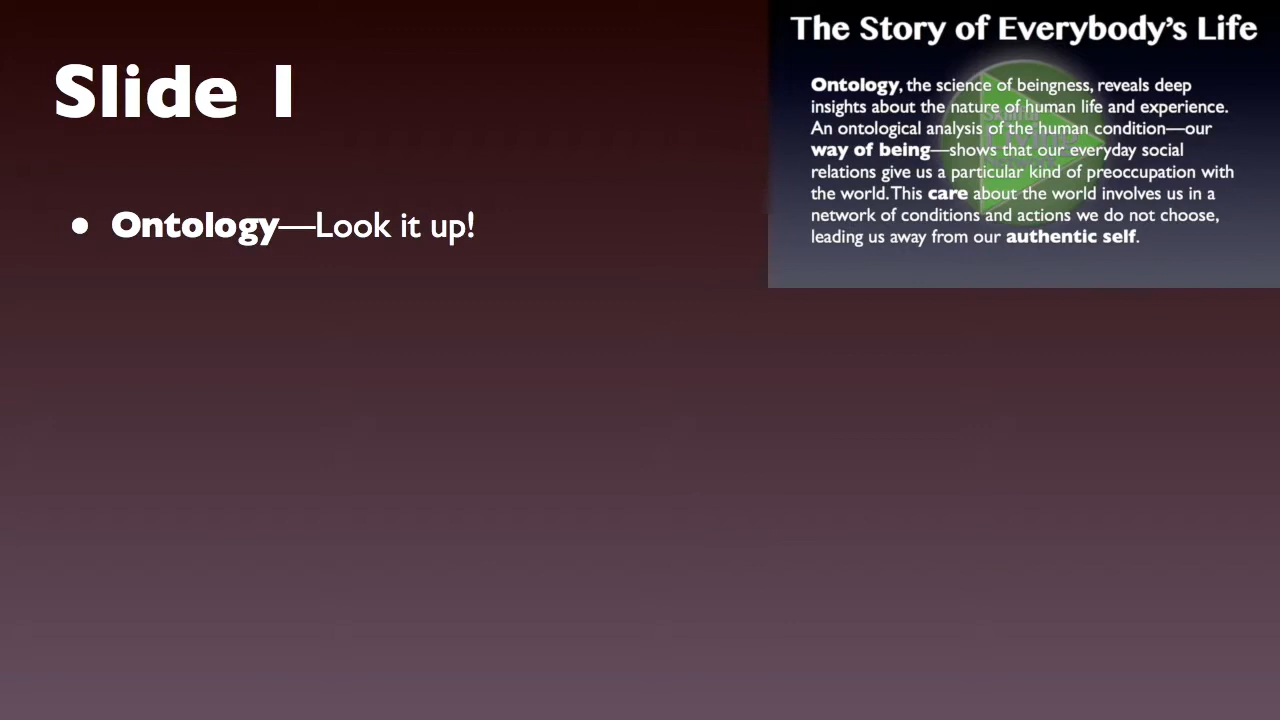 Slide 1
• Ontology—Look it up!
The Story of Everybody's Life
Ontology, the science of beingness, reveals deep
insights about the nature of human life and experience.
An ontological analysis of the human condition—our
way of being—shows that our everyday social
relations give us a particular kind of preoccupation with
the world. This care about the world involves us in a
network of conditions and actions we do not choose,
leading us away from our authentic self.